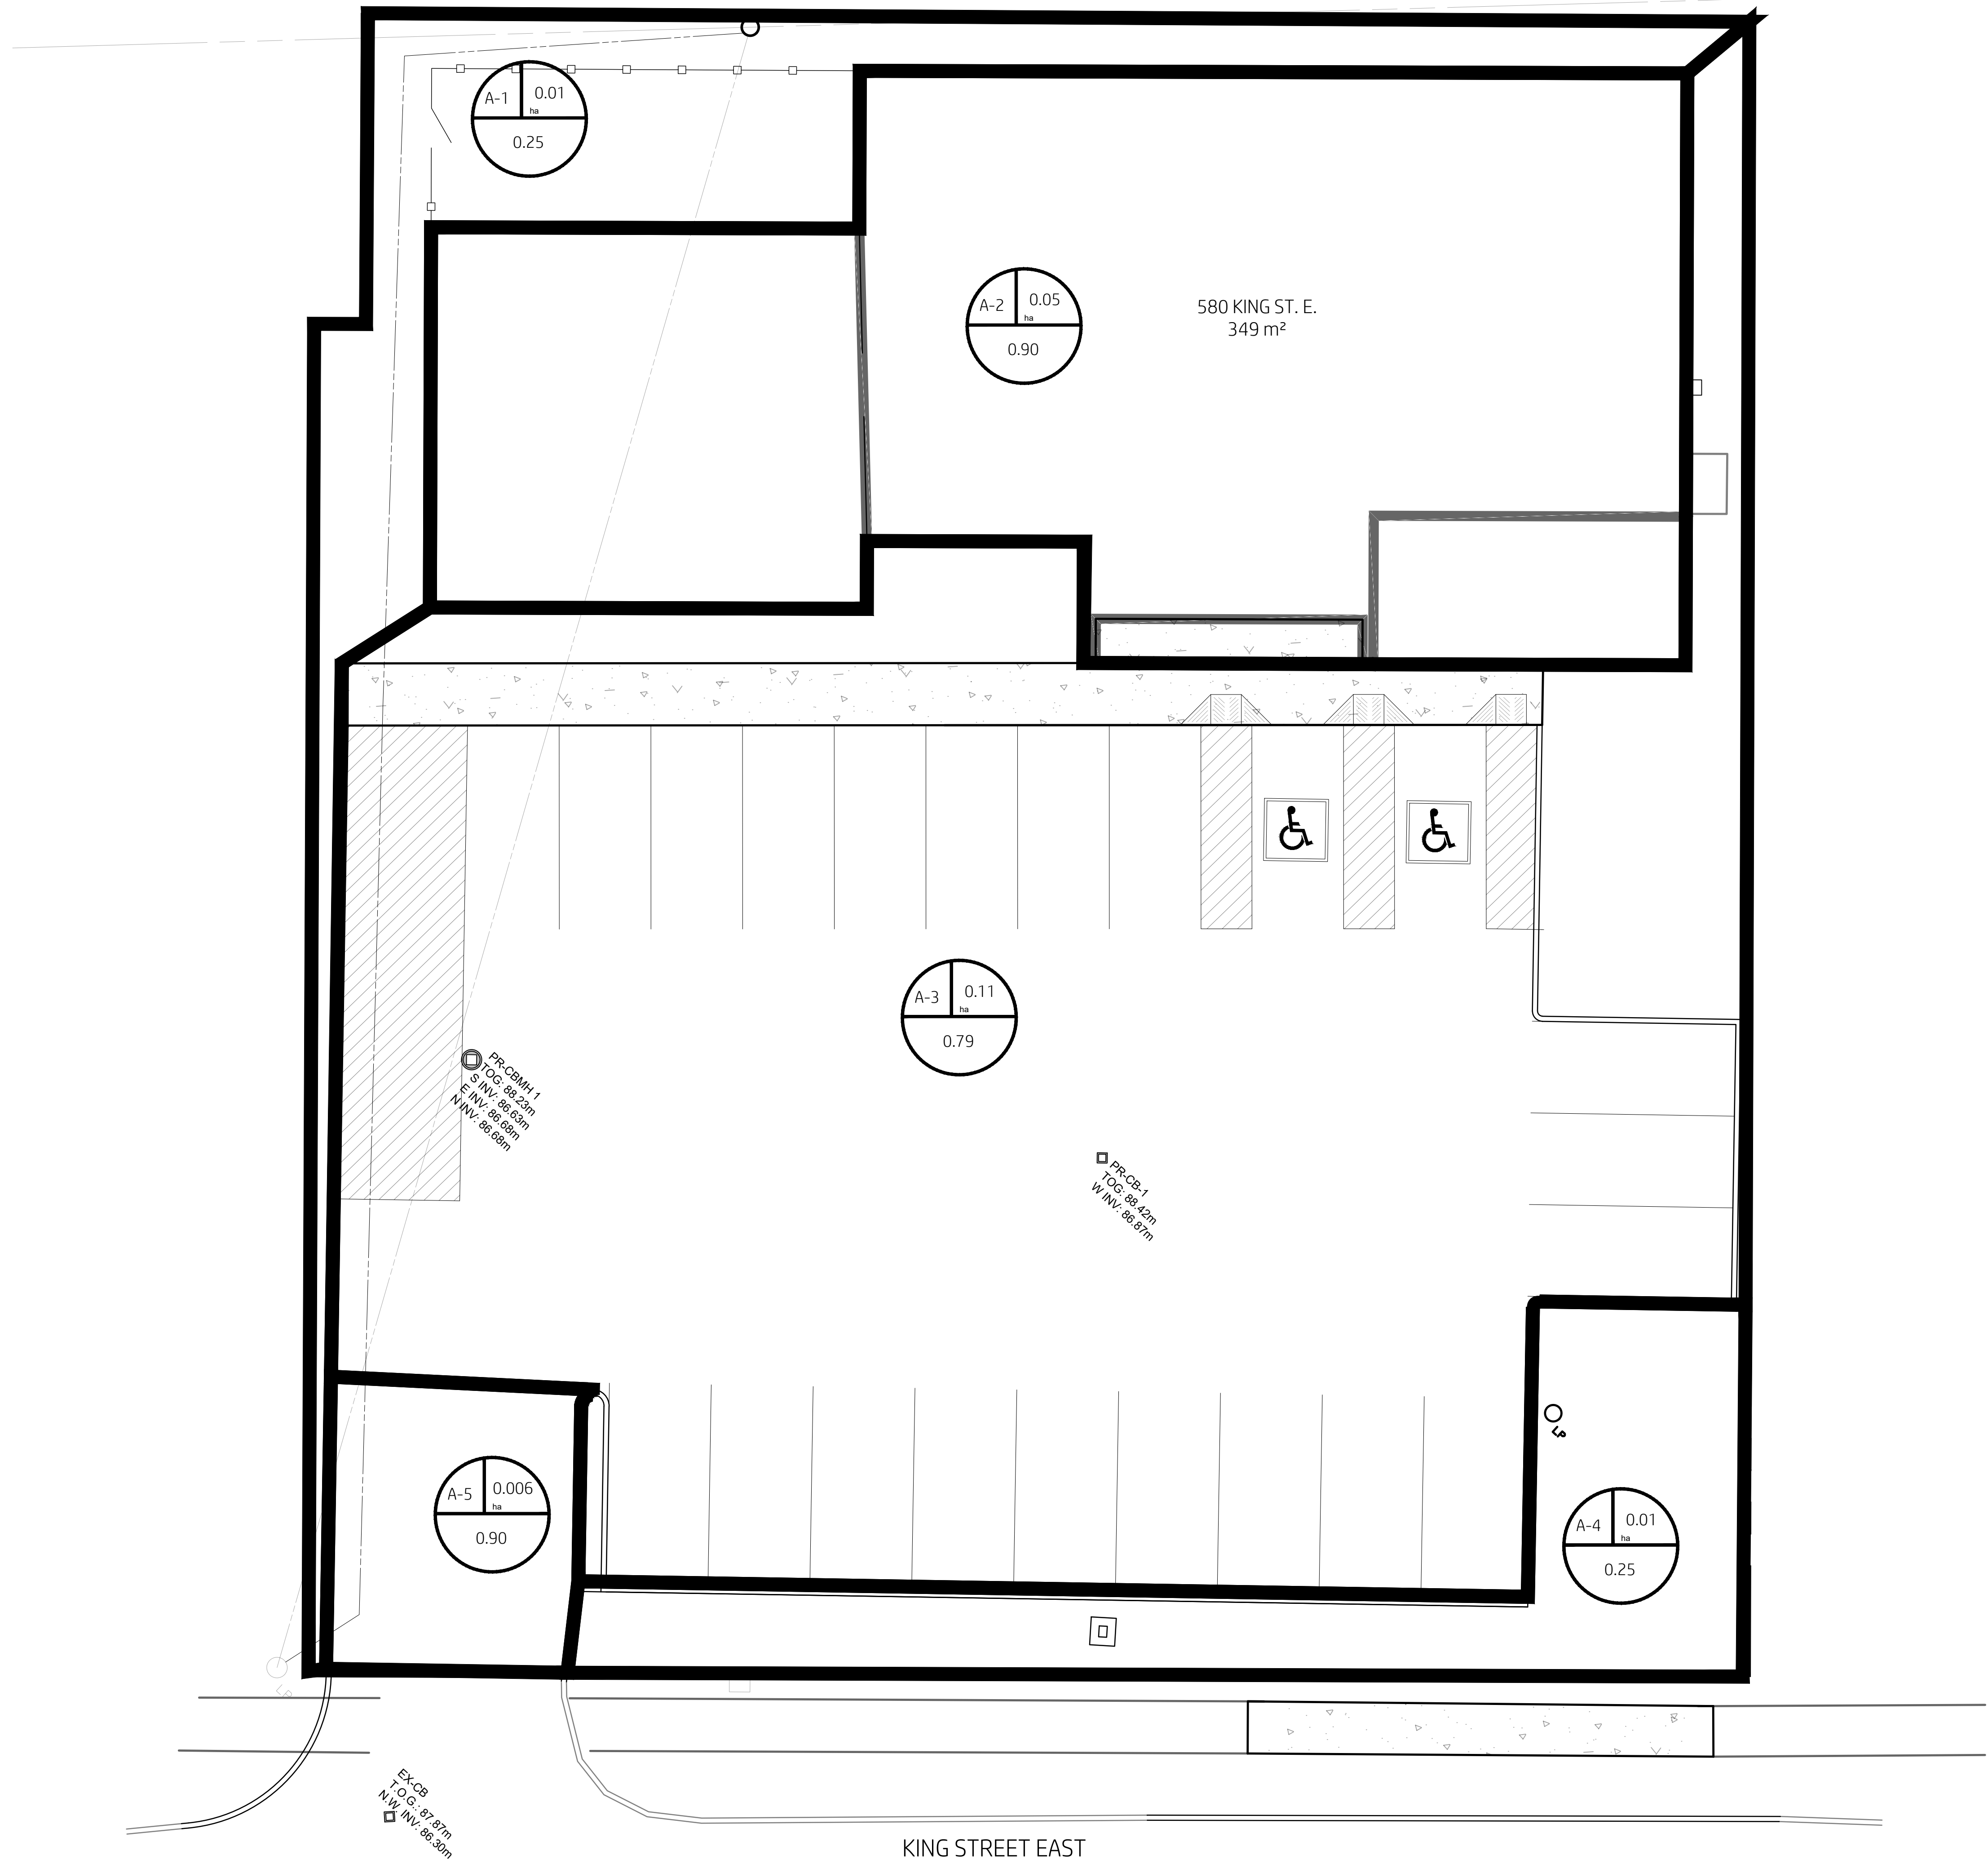 A-1
0.01
ha
0.25
A-2
0.05
ha
0.90
580 KING ST. E.
349 m²
A-3
0.11
ha
0.79
PR-CBMH 1
TOG: 88.23m
S INV: 86.63m
E INV: 86.68m
N INV: 86.68m
PR-CB-1
TOG: 88.42m
W INV: 86.87m
LP
A-5
0.006
ha
0.90
A-4
0.01
ha
0.25
LP
EX-CB
T.O.G.: 87.87m
N.W. INV: 86.30m
KING STREET EAST